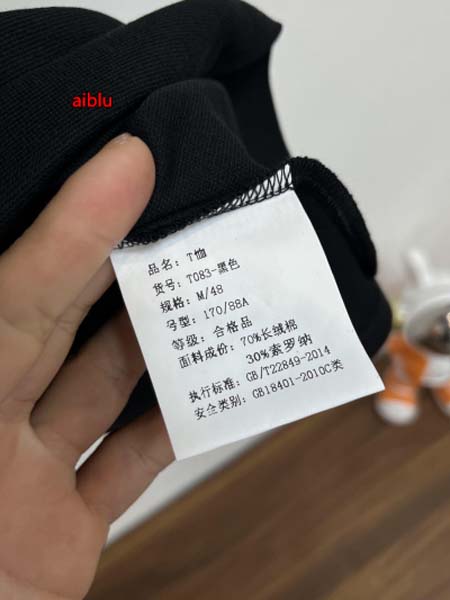 aiblu
品名: T恤
货号: T083-黑色
规格: M/48
号型: 170/88A
等级: 合格品
面料成价: 70%长绒棉
30%索罗纳
执行标准: GB/T22849-2014
安全类别: GB18401-2010C类